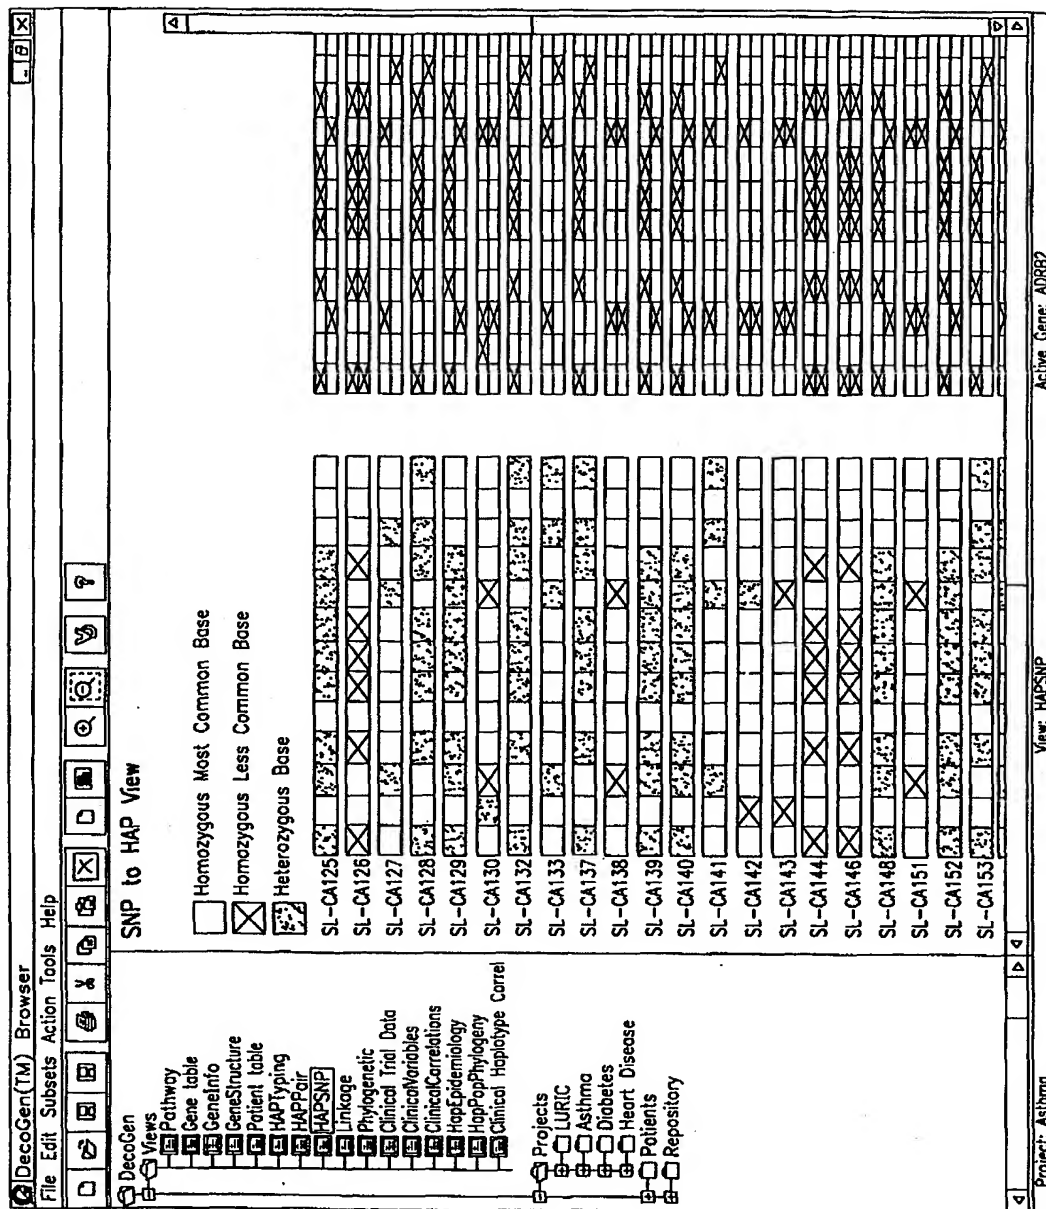 DecoGen(TM) Browser
File Edit Subsets Action Tools Help
DecoGen
Views
Pathway
Gene table
GeneInfo
GeneStructure
Patient table
HAPTyping
HAPPair
HAPSNP
Linkage
Phylogenetic
Clinical Trial Data
ClinicalVariables
ClinicalCorrelations
HapEpidemiology
HapPopPhylogeny
Clinical Haplotype Correl
Projects
LURIC
Asthma
Diabetes
Heart Disease
Patients
Repository
SNP to HAP View
Homozygous Most Common Base
Homozygous Less Common Base
Heterozygous Base
SL-CA125
SL-CA126
SL-CA127
SL-CA128
SL-CA129
SL-CA130
SL-CA132
SL-CA133
SL-CA137
SL-CA138
SL-CA139
SL-CA140
SL-CA141
SL-CA142
SL-CA143
SL-CA144
SL-CA146
SL-CA148
SL-CA151
SL-CA152
SL-CA153
Project: Asthma
View: HAPSNP
Active Gene: ADRB2